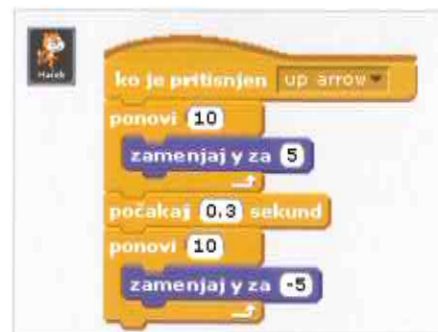 ko je pritisnjen up arrow
ponovi 10
zamenjaj y za 5
počakaj 0.3 sekund
ponovi 10
zamenjaj y za -5